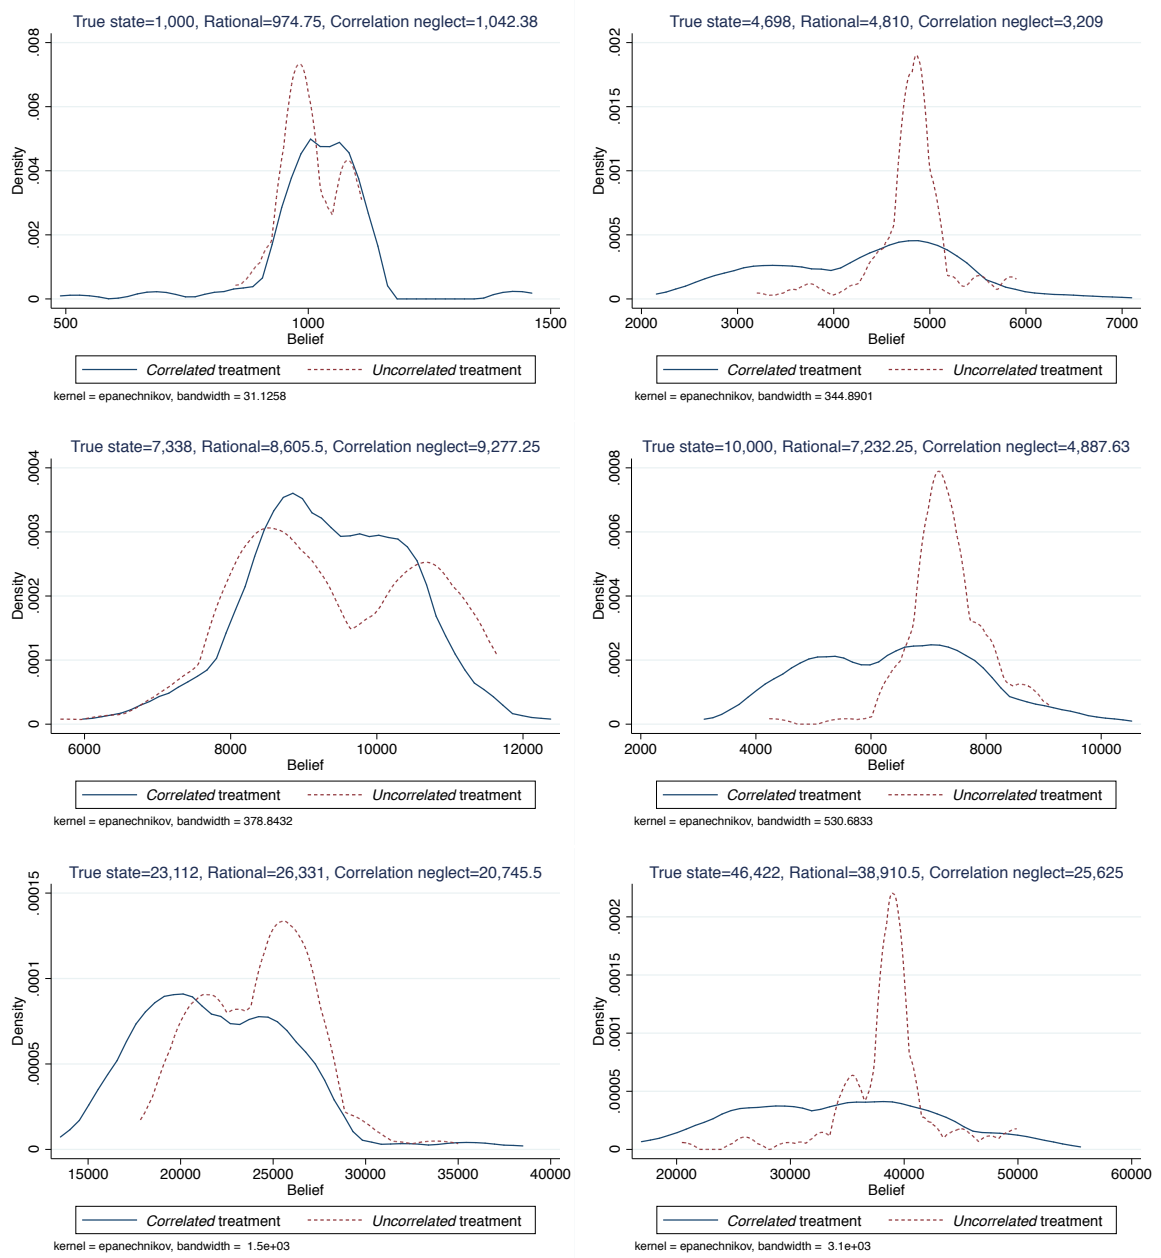 True state=1,000, Rational=974.75, Correlation neglect=1,042.38
Density
0 .002 .004 .006 .008
500 1000 1500
Belief
Correlated treatment Uncorrelated treatment
kernel = epanechnikov, bandwidth = 31.1258
True state=4,698, Rational=4,810, Correlation neglect=3,209
Density
0 .0005 .001 .0015 .002
2000 3000 4000 5000 6000 7000
Belief
Correlated treatment Uncorrelated treatment
kernel = epanechnikov, bandwidth = 344.8901
True state=7,338, Rational=8,605.5, Correlation neglect=9,277.25
Density
0 .0001 .0002 .0003 .0004
6000 8000 10000 12000
Belief
Correlated treatment Uncorrelated treatment
kernel = epanechnikov, bandwidth = 378.8432
True state=10,000, Rational=7,232.25, Correlation neglect=4,887.63
Density
0 .0002 .0004 .0006 .0008
2000 4000 6000 8000 10000
Belief
Correlated treatment Uncorrelated treatment
kernel = epanechnikov, bandwidth = 530.6833
True state=23,112, Rational=26,331, Correlation neglect=20,745.5
Density
0 .00005 .0001 .00015
15000 20000 25000 30000 35000 40000
Belief
Correlated treatment Uncorrelated treatment
kernel = epanechnikov, bandwidth = 1.5e+03
True state=46,422, Rational=38,910.5, Correlation neglect=25,625
Density
0 .00005 .0001 .00015 .0002
20000 30000 40000 50000 60000
Belief
Correlated treatment Uncorrelated treatment
kernel = epanechnikov, bandwidth = 3.1e+03